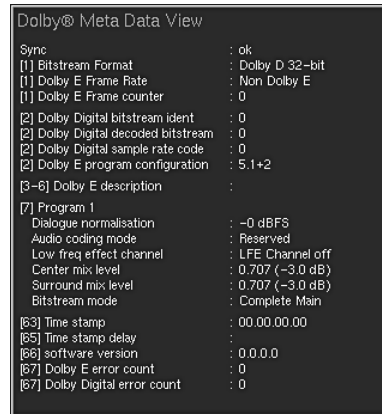 Dolby® Meta Data View
Sync : ok
[1] Bitstream Format : Dolby D 32-bit
[1] Dolby E Frame Rate : Non Dolby E
[1] Dolby E Frame counter : 0
[2] Dolby Digital bitstream ident : 0
[2] Dolby Digital decoded bitstream : 0
[2] Dolby Digital sample rate code : 0
[2] Dolby E program configuration : 5.1+2
[3-6] Dolby E description :
[7] Program 1
Dialogue normalisation : -0 dBFS
Audio coding mode : Reserved
Low freq effect channel : LFE Channel off
Center mix level : 0.707 (-3.0 dB)
Surround mix level : 0.707 (-3.0 dB)
Bitstream mode : Complete Main
[63] Time stamp : 00.00.00.00
[65] Time stamp delay :
[66] software version : 0.0.0.0
[67] Dolby E error count : 0
[67] Dolby Digital error count : 0